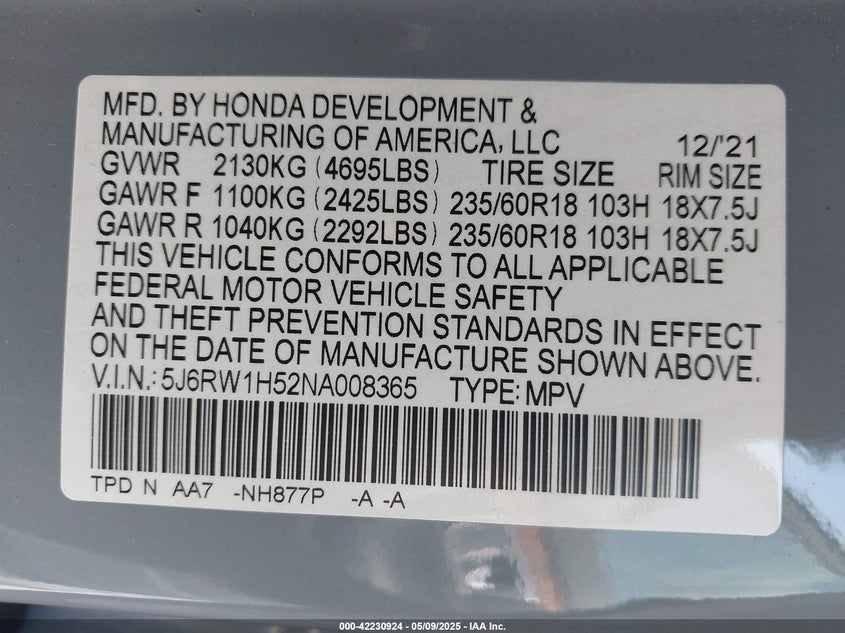 MFD. BY HONDA DEVELOPMENT &
MANUFACTURING OF AMERICA, LLC 12/'21
GVWR 2130KG (4695LBS) TIRE SIZE RIM SIZE
GAWR F 1100KG (2425LBS) 235/60R18 103H 18X7.5J
GAWR R 1040KG (2292LBS) 235/60R18 103H 18X7.5J
THIS VEHICLE CONFORMS TO ALL APPLICABLE
FEDERAL MOTOR VEHICLE SAFETY
AND THEFT PREVENTION STANDARDS IN EFFECT
ON THE DATE OF MANUFACTURE SHOWN ABOVE.
V.I.N.: 5J6RW1H52NA008365 TYPE: MPV
TPD N AA7 -NH877P -A -A
000-42230924 - 05/09/2025 - IAA Inc.